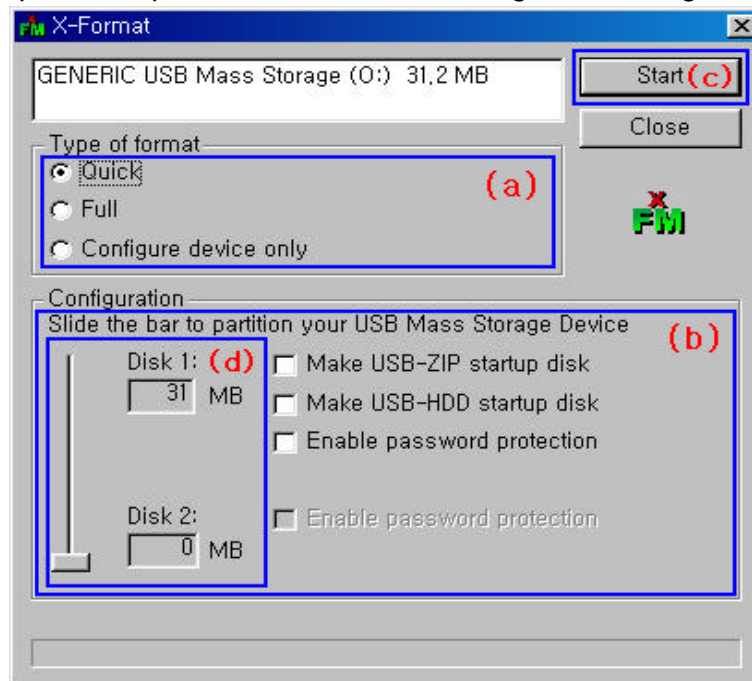 X-Format
GENERIC USB Mass Storage (O:) 31,2 MB
Start (c)
Close
Type of format
Quick
(a)
Full
Configure device only
xFM
Configuration
Slide the bar to partition your USB Mass Storage Device
(b)
Disk 1: (d)
31 MB
Make USB-ZIP startup disk
Make USB-HDD startup disk
Enable password protection
Disk 2:
0 MB
Enable password protection